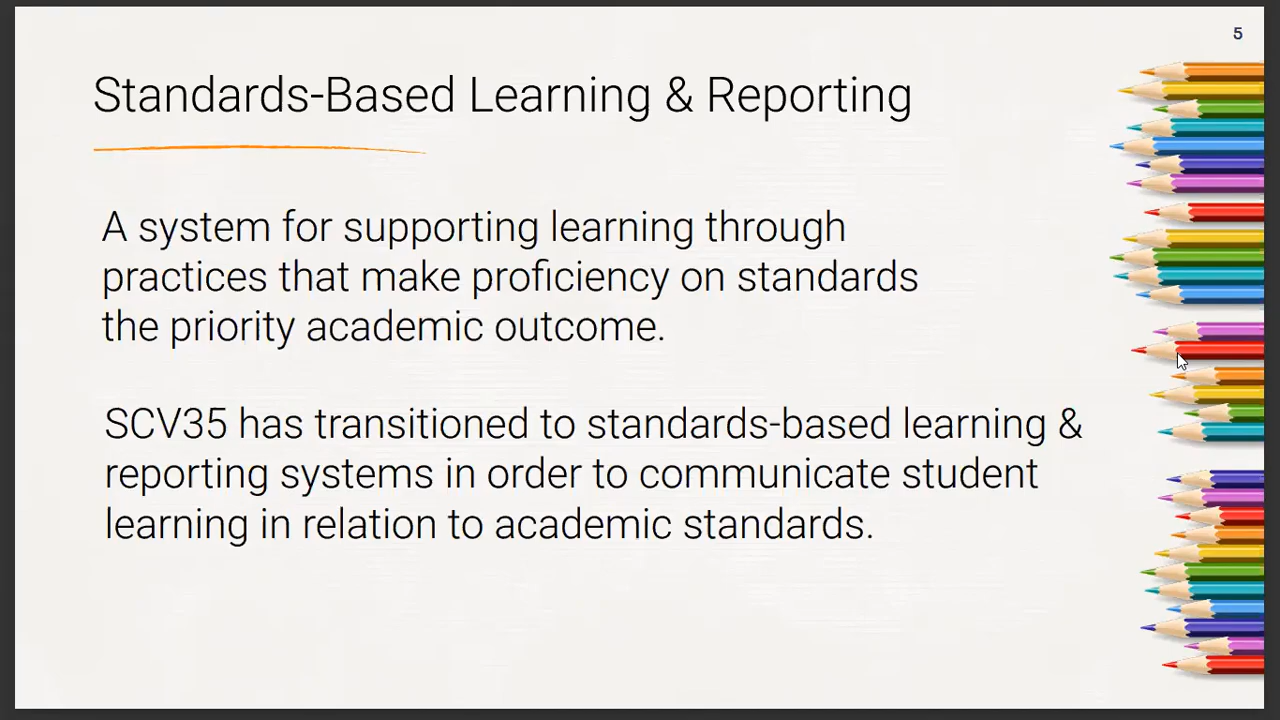 5
Standards-Based Learning & Reporting
A system for supporting learning through
practices that make proficiency on standards
the priority academic outcome.
SCV35 has transitioned to standards-based learning &
reporting systems in order to communicate student
learning in relation to academic standards.